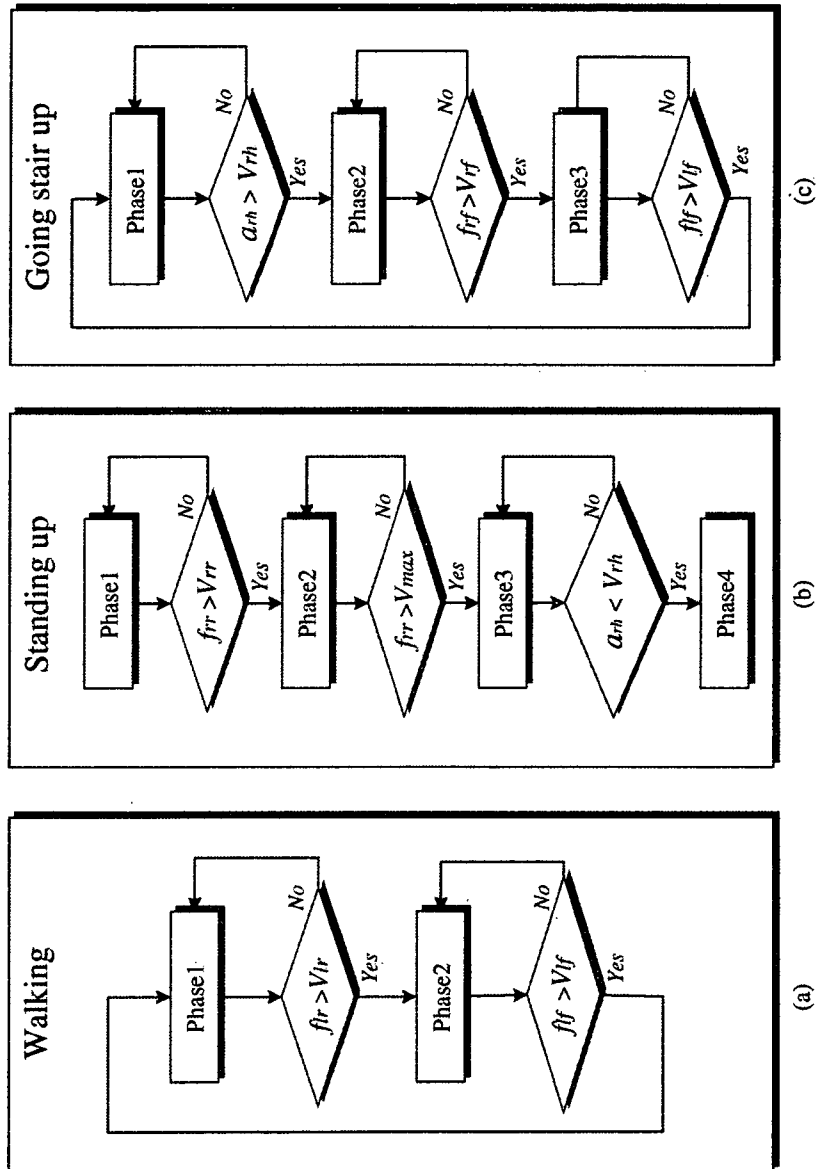 Walking
Phase1
flr > Vlr
No
Yes
Phase2
flf > Vlf
No
Yes
(a)
Standing up
Phase1
frr > Vrr
No
Yes
Phase2
frr > Vmax
No
Yes
Phase3
arh < Vrh
No
Yes
Phase4
(b)
Going stair up
Phase1
arh > Vrh
No
Yes
Phase2
frf > Vrf
No
Yes
Phase3
flf > Vlf
No
Yes
(c)